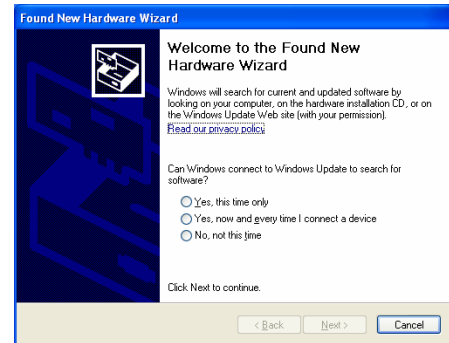 Found New Hardware Wizard
Welcome to the Found New
Hardware Wizard
Windows will search for current and updated software by
looking on your computer, on the hardware installation CD, or on
the Windows Update Web site (with your permission).
Read our privacy policy
Can Windows connect to Windows Update to search for
software?
Yes, this time only
Yes, now and every time I connect a device
No, not this time
Click Next to continue.
< Back
Next >
Cancel